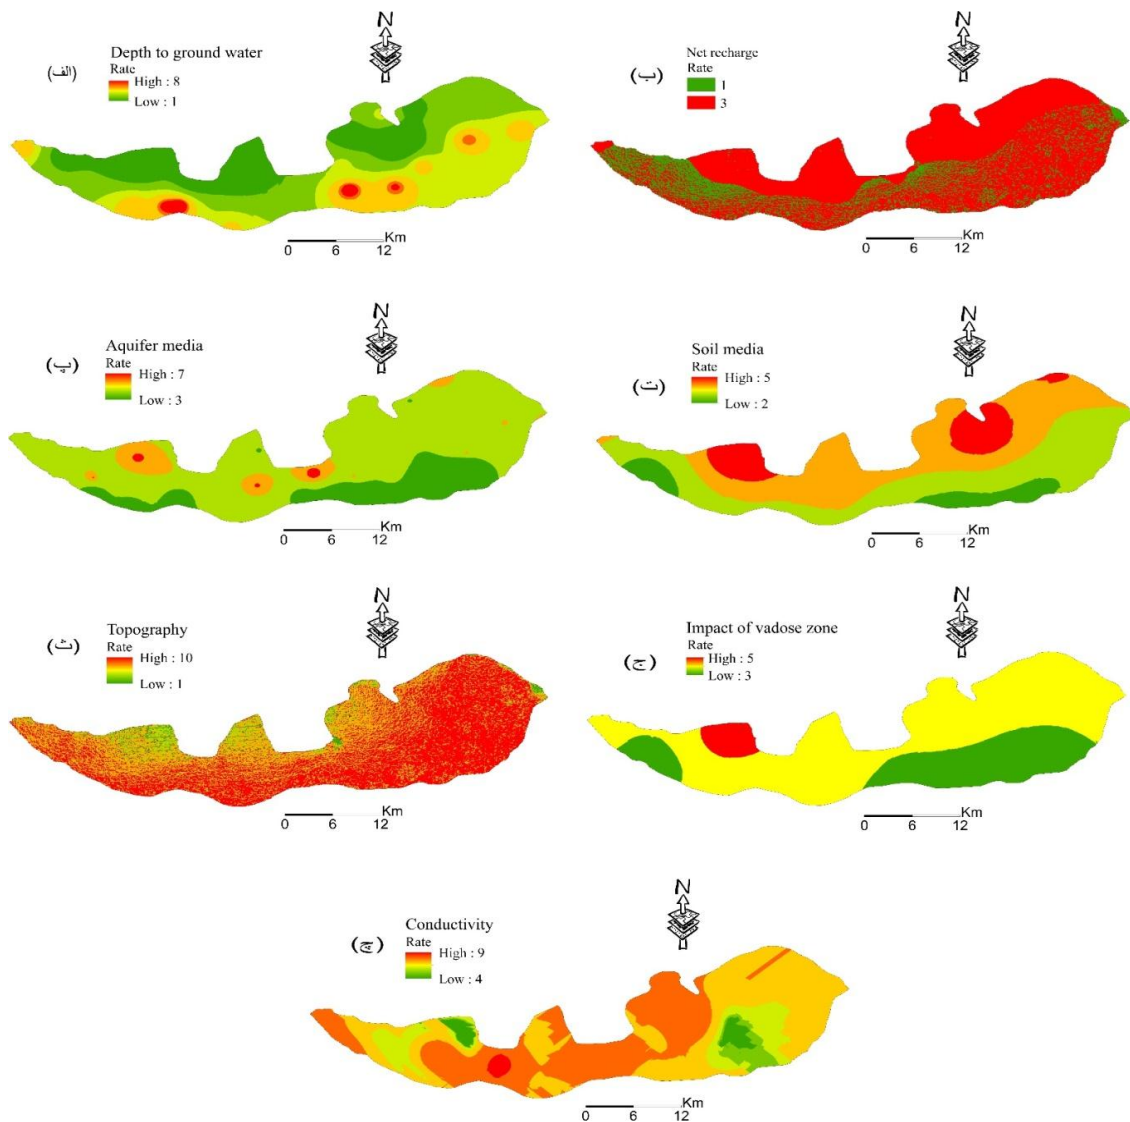 N
Depth to ground water
Rate
High : 8
Low : 1
(الف)
Km
0 6 12
N
Net recharge
Rate
1
3
(ب)
Km
0 6 12
N
Aquifer media
Rate
High : 7
Low : 3
(پ)
Km
0 6 12
N
Soil media
Rate
High : 5
Low : 2
(ت)
Km
0 6 12
N
Topography
Rate
High : 10
Low : 1
(ث)
Km
0 6 12
N
Impact of vadose zone
Rate
High : 5
Low : 3
(ج)
Km
0 6 12
N
Conductivity
Rate
High : 9
Low : 4
(چ)
Km
0 6 12